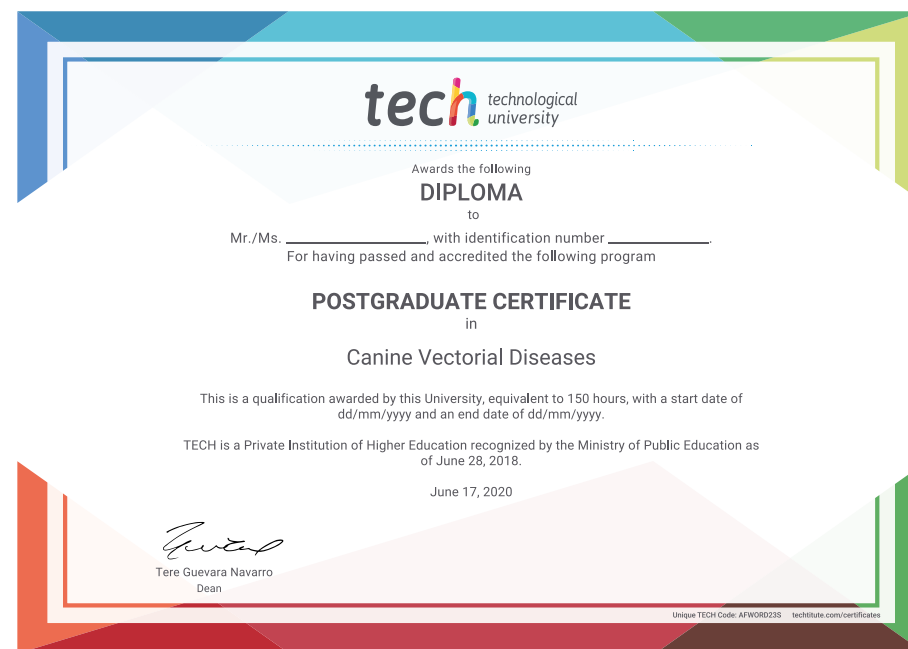 tech technological
university
Awards the following
DIPLOMA
to
Mr./Ms. ____________, with identification number ____________.
For having passed and accredited the following program
POSTGRADUATE CERTIFICATE
in
Canine Vectorial Diseases
This is a qualification awarded by this University, equivalent to 150 hours, with a start date of
dd/mm/yyyy and an end date of dd/mm/yyyy.
TECH is a Private Institution of Higher Education recognized by the Ministry of Public Education as
of June 28, 2018.
June 17, 2020
Tere Guevara Navarro
Dean
Unique TECH Code: AFWORD23S techtitute.com/certificates